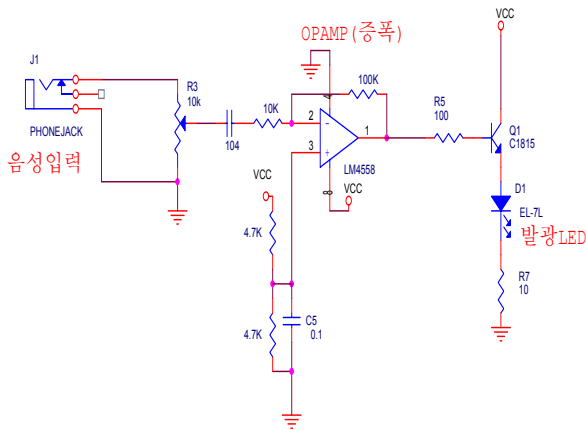 VCC
OPAMP(증폭)
J1
R3
10k
PHONEJACK
음성입력
104
10K
100K
2
3
1
4
8
LM4558
VCC
R5
100
Q1
C1815
D1
EL-7L
발광LED
R7
10
VCC
4.7K
4.7K
C5
0.1